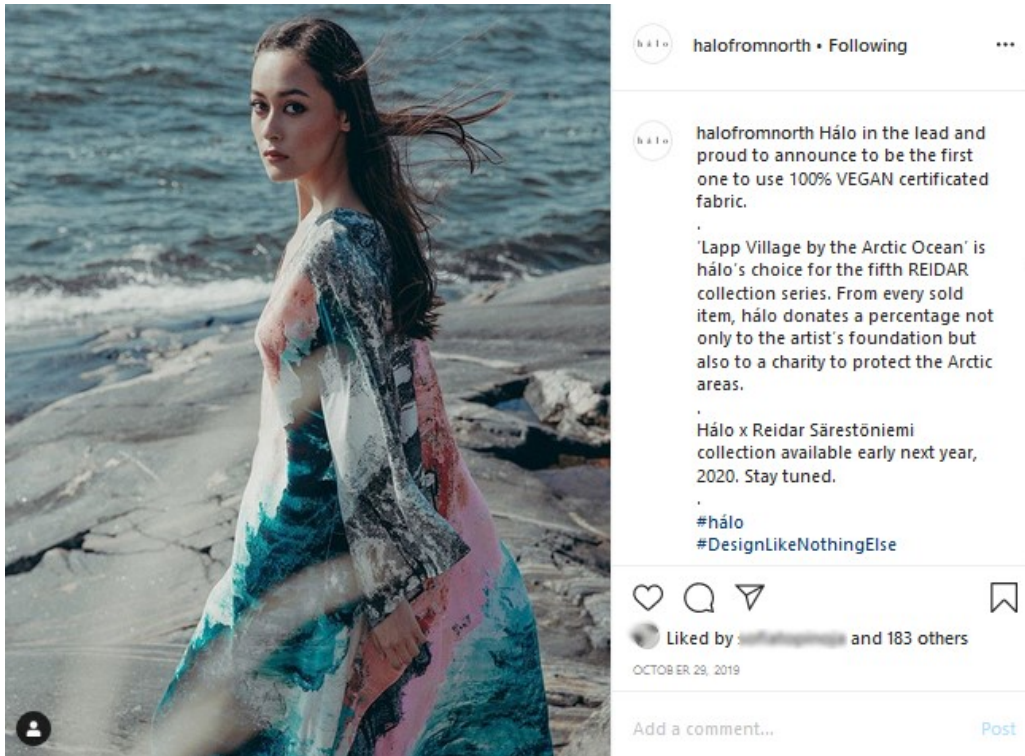 hálo
halofromnorth • Following
hálo
halofromnorth Hálo in the lead and
proud to announce to be the first
one to use 100% VEGAN certificated
fabric.
.
´Lapp Village by the Arctic Ocean´ is
hálo´s choice for the fifth REIDAR
collection series. From every sold
item, hálo donates a percentage not
only to the artist´s foundation but
also to a charity to protect the Arctic
areas.
.
Hálo x Reidar Särestöniemi
collection available early next year,
2020. Stay tuned.
.
#hálo
#DesignLikeNothingElse
Liked by and 183 others
OCTOBER 29, 2019
Add a comment... Post